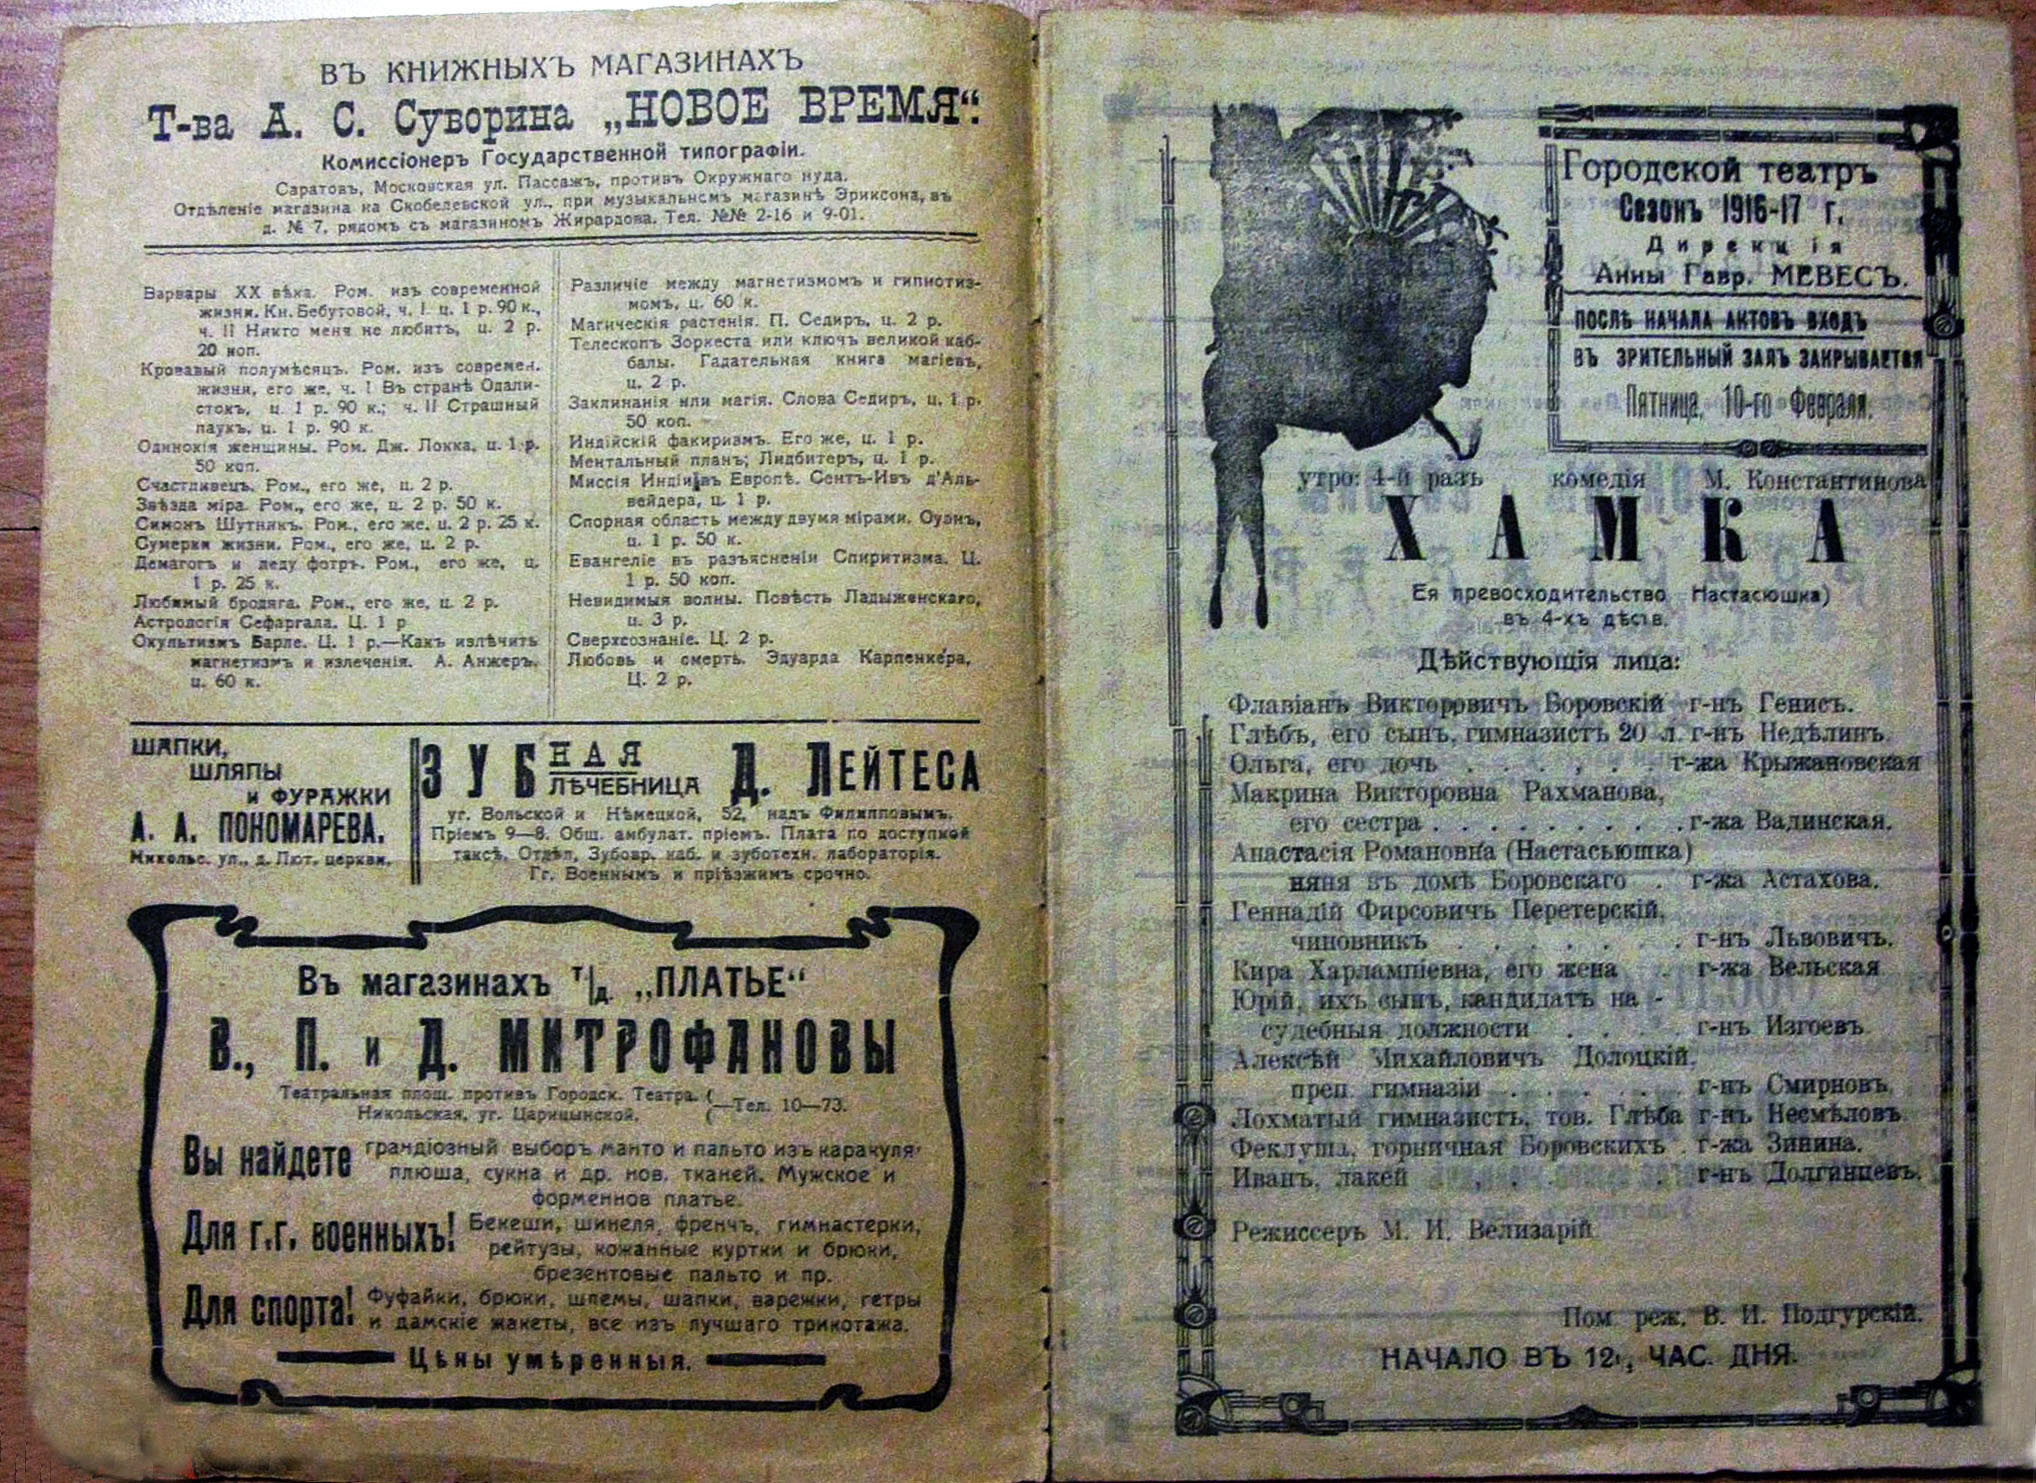 ВЪ КНИЖНЫХЪ МАГАЗИНАХЪ
Т-ва А. С. Суворина „НОВОЕ ВРЕМЯ“.
Комиссіонеръ Государственной типографіи.
Саратовъ, Московская ул. Пассажъ, противъ Окружнаго суда.
Отдѣленіе магазина на Скобелевской ул., при музыкальномъ магазинѣ Эриксона, въ
д. № 7, рядомъ съ магазиномъ Жирардова. Тел. №№ 2-16 и 9-01.
Варвары XX вѣка. Ром. изъ современной
жизни. Кн. Бебутовой, ч. I ц. 1 р. 90 к.,
ч. II Никто меня не любитъ, ц. 2 р.
20 коп.
Кровавый полумѣсяцъ. Ром. изъ современ.
жизни, его же, ч. I Въ странѣ Одали-
стокъ, ц. 1 р. 90 к.; ч. II Страшный
паукъ, ц. 1 р. 90 к.
Одинокія женщины. Ром. Дж. Локка, ц. 1 р.
50 коп.
Счастливецъ. Ром., его же, ц. 2 р.
Звѣзда міра. Ром., его же, ц. 2 р. 50 к.
Симонъ Шутникъ. Ром., его же, ц. 2 р. 25 к.
Сумерки жизни. Ром., его же, ц. 2 р.
Демагогъ и леду фотръ. Ром., его же, ц.
1 р. 25 к.
Любимый бродяга. Ром., его же, ц. 2 р.
Астрологія Сефаргала. Ц. 1 р
Окультизмъ Барле. Ц. 1 р.—Какъ излѣчить
магнетизмъ и излеченія. А. Анжеръ.
ц. 60 к.
Различіе между магнетизмомъ и гипнотиз-
момъ, ц. 60 к.
Магическія растенія. П. Седиръ, ц. 2 р.
Телескопъ Зоркеста или ключъ великой каб-
балы. Гадательная книга магіевъ,
ц. 2 р.
Заклинанія или магія. Слова Седиръ, ц. 1 р.
50 коп.
Индійскій факиризмъ. Его же, ц. 1 р.
Ментальный планъ; Лидбитеръ, ц. 1 р.
Миссія Индіи въ Европѣ. Сентъ-Ивъ д'Аль-
вейдера, ц. 1 р.
Спорная область между двумя мірами. Оуэнъ,
ц. 1 р. 50 к.
Евангеліе въ разъясненіи Спиритизма. Ц.
1 р. 50 коп.
Невидимыя волны. Повѣсть Ладыженскаго,
ц. 3 р.
Сверхсознаніе. Ц. 2 р.
Любовь и смерть. Эдуарда Карпенкера,
Ц. 2 р.
ШАПКИ,
ШЛЯПЫ
и ФУРАЖКИ
А. А. ПОНОМАРЕВА.
Никольс. ул., д. Лют. церкви.
ЗУБНАЯ ЛѢЧЕБНИЦА Д. ЛЕЙТЕСА
уг. Вольской и Нѣмецкой, 52, надъ Филипповымъ.
Пріемъ 9—8. Общ. амбулат. пріемъ. Плата по доступной
таксѣ. Отдѣл. Зубовр. каб. и зуботехн. лабораторія.
Гг. Военнымъ и пріѣзжимъ срочно.
Въ магазинахъ Т/д. „ПЛАТЬЕ“
В., П. и Д. МИТРОФАНОВЫ
Театральная площ. противъ Городск. Театра. (
Никольская, уг. Царицынской. (—Тел. 10—73.
Вы найдете грандіозный выборъ манто и пальто изъ каракуля,
плюша, сукна и др. нов. тканей. Мужское и
форменное платье.
Для г.г. военныхъ! Бекеши, шинеля, френчъ, гимнастерки,
рейтузы, кожанные куртки и брюки,
брезентовые пальто и пр.
Для спорта! Фуфайки, брюки, шлемы, шапки, варежки, гетры
и дамскіе жакеты, все изъ лучшаго трикотажа.
Цѣны умѣренныя.
Городской театръ
Сезонъ 1916-17 г.
Дирекція
Анны Гавр. МЕВЕСЪ.
ПОСЛѢ НАЧАЛА АКТОВЪ ВХОДЪ
ВЪ ЗРИТЕЛЬНЫЙ ЗАЛЪ ЗАКРЫВАЕТСЯ
Пятница, 10-го Февраля.
утро: 4-й разъ комедія М. Константинова
ХАМКА
Ея превосходительство Настасюшка)
въ 4-хъ дѣств.
Дѣйствующія лица:
Флавіанъ Викторовичъ Боровскій г-нъ Генисъ.
Глѣбъ, его сынъ, гимназистъ 20 л. г-нъ Недѣлинъ.
Ольга, его дочь . . . . . . г-жа Крыжановская
Макрина Викторовна Рахманова,
его сестра . . . . . . . . . г-жа Валинская.
Анастасія Романовна (Настасьюшка)
няня въ домѣ Боровскаго . г-жа Астахова.
Геннадій Фирсовичъ Перетерскій,
чиновникъ . . . . . . . г-нъ Львовичъ.
Кира Харлампіевна, его жена . г-жа Вельская
Юрій, ихъ сынъ, кандидатъ на -
судебныя должности . . . . г-нъ Изгоевъ.
Алексѣй Михайловичъ Долоцкій,
преп. гимназіи . . . . . . г-нъ Смирновъ.
Лохматый гимназистъ, тов. Глѣба г-нъ Несмѣловъ.
Феклуша, горничная Боровскихъ . г-жа Зинина.
Иванъ, лакей . . . . . . г-нъ Долгинцевъ.
Режиссеръ М. И. Велизарій.
Пом. реж. В. И. Подгурскій.
НАЧАЛО ВЪ 12, ЧАС. ДНЯ.